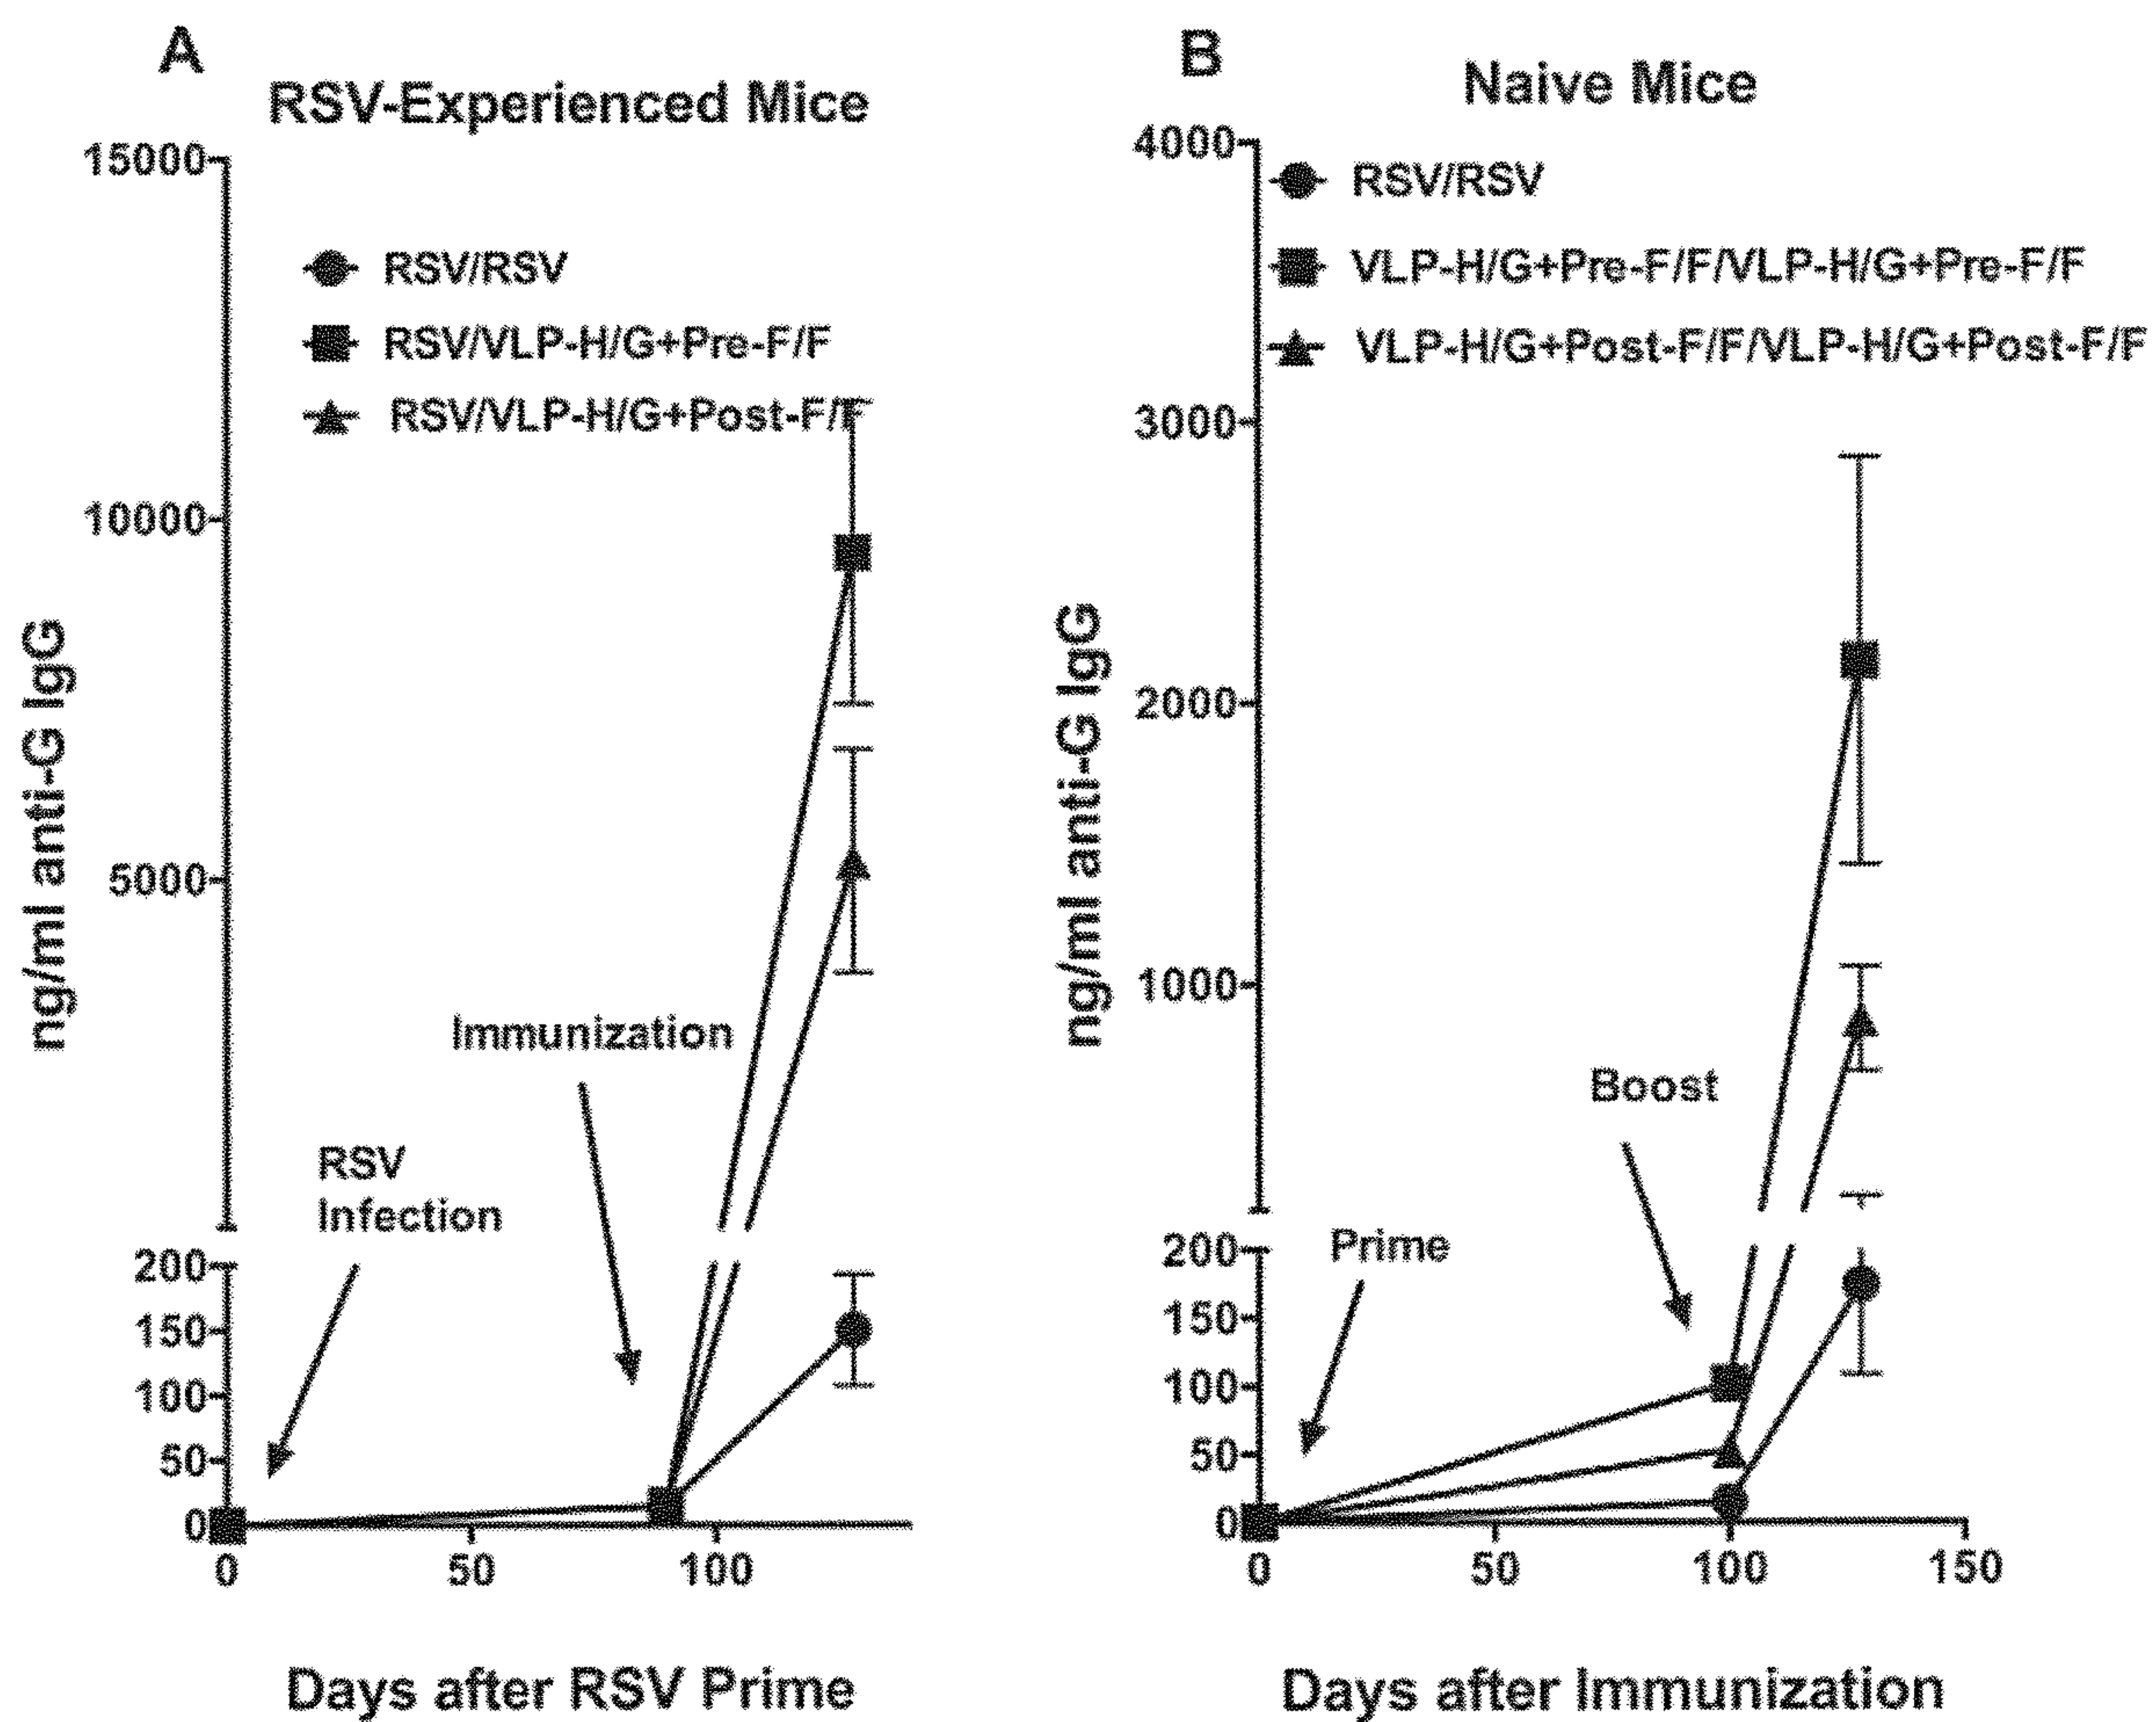 A
RSV-Experienced Mice
15000
10000
5000
200
150
100
50
0
ng/ml anti-G IgG
RSV/RSV
RSV/VLP-H/G+Pre-F/F
RSV/VLP-H/G+Post-F/F
Immunization
RSV
Infection
0
50
100
Days after RSV Prime
B
Naive Mice
4000
3000
2000
1000
200
150
100
50
0
ng/ml anti-G IgG
RSV/RSV
VLP-H/G+Pre-F/F/VLP-H/G+Pre-F/F
VLP-H/G+Post-F/F/VLP-H/G+Post-F/F
Boost
Prime
0
50
100
150
Days after Immunization